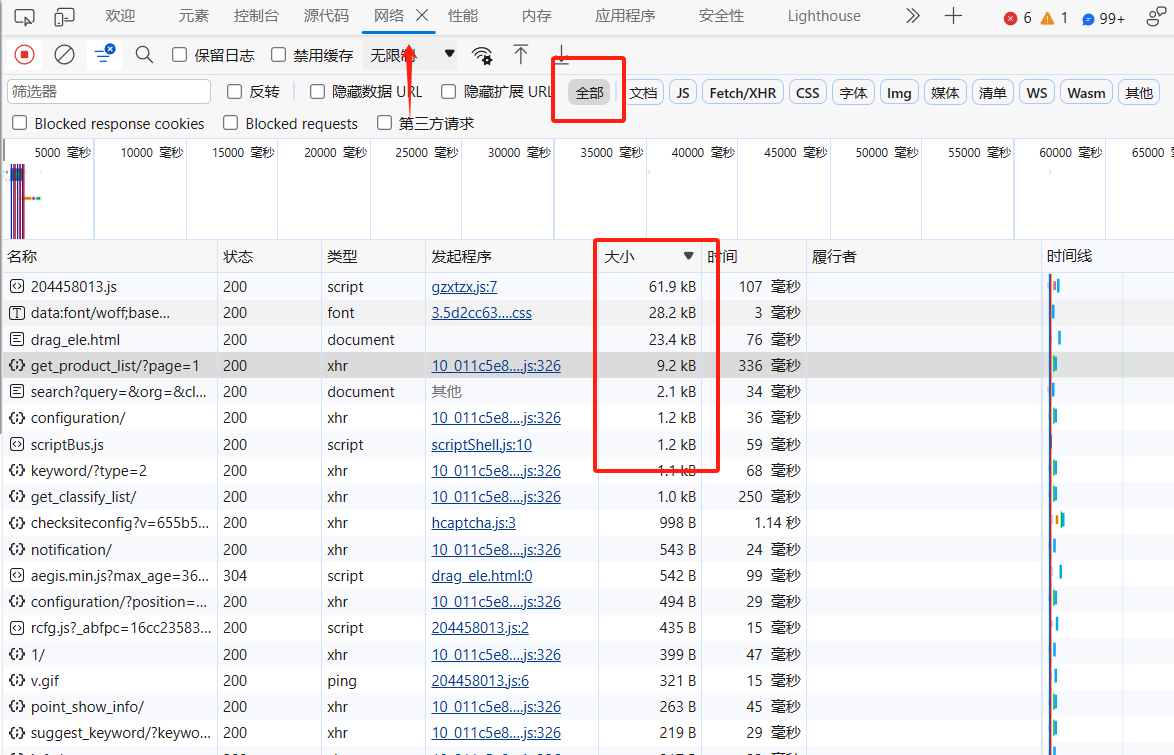 欢迎 元素 控制台 源代码 网络 性能 内存 应用程序 安全性 Lighthouse 6 1 99+
保留日志 禁用缓存 无限制
筛选器 反转 隐藏数据 URL 隐藏扩展 URL 全部 文档 JS Fetch/XHR CSS 字体 Img 媒体 清单 WS Wasm 其他
Blocked response cookies Blocked requests 第三方请求
5000 毫秒 10000 毫秒 15000 毫秒 20000 毫秒 25000 毫秒 30000 毫秒 35000 毫秒 40000 毫秒 45000 毫秒 50000 毫秒 55000 毫秒 60000 毫秒 65000
名称 状态 类型 发起程序 大小 时间 履行者 时间线
204458013.js 200 script gzxtzx.js:7 61.9 kB 107 毫秒
data:font/woff;base... 200 font 3.5d2cc63....css 28.2 kB 3 毫秒
drag_ele.html 200 document 23.4 kB 76 毫秒
get_product_list/?page=1 200 xhr 10_011c5e8....js:326 9.2 kB 336 毫秒
search?query=&org=&cl... 200 document 其他 2.1 kB 34 毫秒
configuration/ 200 xhr 10_011c5e8....js:326 1.2 kB 36 毫秒
scriptBus.js 200 script scriptShell.js:10 1.2 kB 59 毫秒
keyword/?type=2 200 xhr 10_011c5e8....js:326 1.1 kB 68 毫秒
get_classify_list/ 200 xhr 10_011c5e8....js:326 1.0 kB 250 毫秒
checksiteconfig?v=655b5... 200 xhr hcaptcha.js:3 998 B 1.14 秒
notification/ 200 xhr 10_011c5e8....js:326 543 B 24 毫秒
aegis.min.js?max_age=36... 304 script drag_ele.html:0 542 B 99 毫秒
configuration/?position=... 200 xhr 10_011c5e8....js:326 494 B 29 毫秒
rcfg.js?_abfpc=16cc23583... 200 script 204458013.js:2 435 B 15 毫秒
1/ 200 xhr 10_011c5e8....js:326 399 B 47 毫秒
v.gif 200 ping 204458013.js:6 321 B 15 毫秒
point_show_info/ 200 xhr 10_011c5e8....js:326 263 B 45 毫秒
suggest_keyword/?keywo... 200 xhr 10_011c5e8....js:326 219 B 29 毫秒